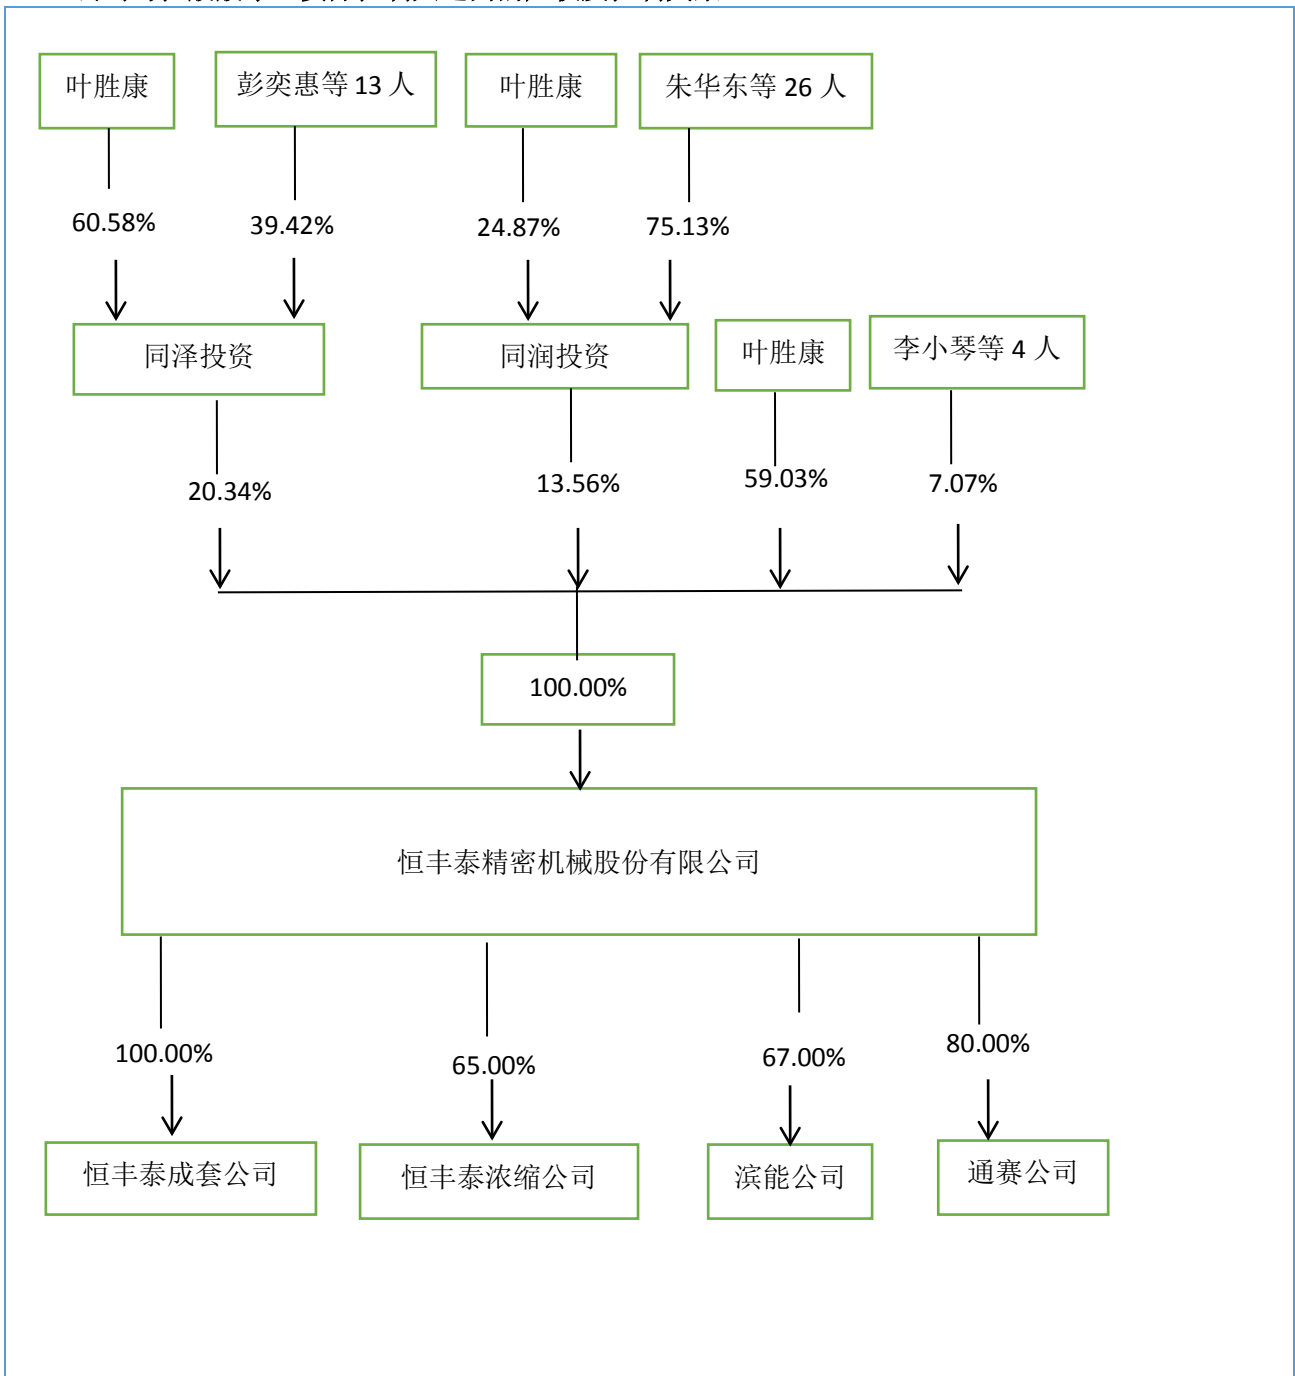 叶胜康
彭奕惠等 13 人
叶胜康
朱华东等 26 人
60.58%
39.42%
24.87%
75.13%
同泽投资
同润投资
叶胜康
李小琴等 4 人
20.34%
13.56%
59.03%
7.07%
100.00%
恒丰泰精密机械股份有限公司
100.00%
65.00%
67.00%
80.00%
恒丰泰成套公司
恒丰泰浓缩公司
滨能公司
通赛公司